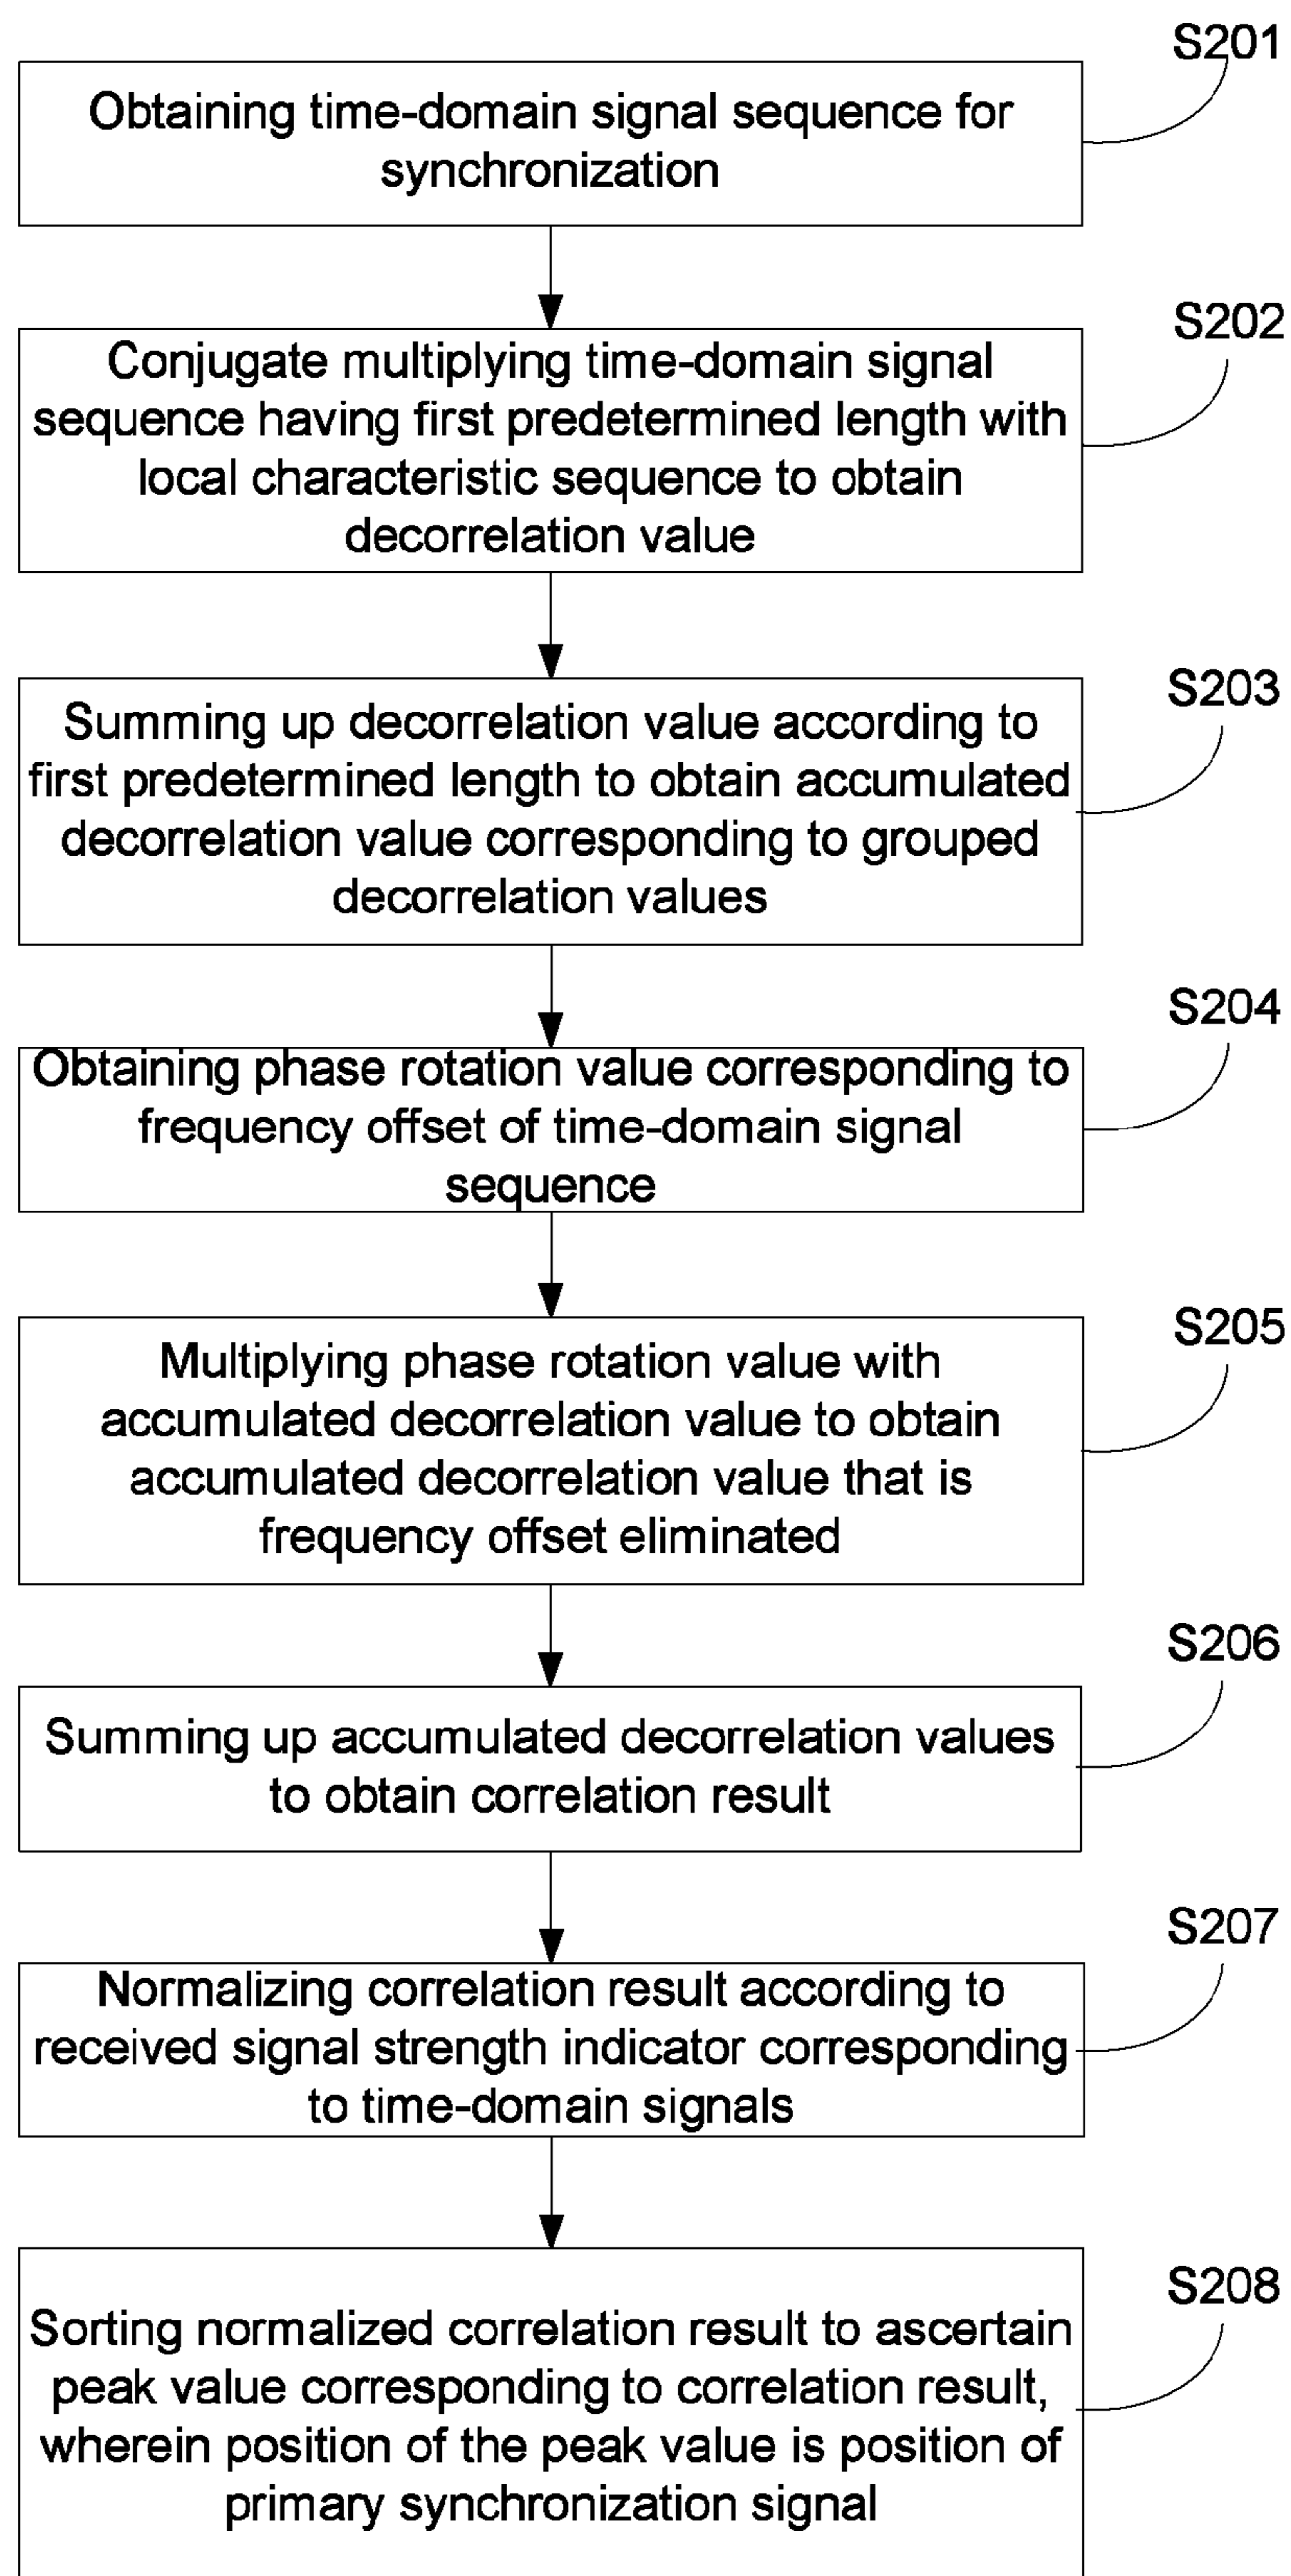 S201
Obtaining time-domain signal sequence for
synchronization
S202
Conjugate multiplying time-domain signal
sequence having first predetermined length with
local characteristic sequence to obtain
decorrelation value
S203
Summing up decorrelation value according to
first predetermined length to obtain accumulated
decorrelation value corresponding to grouped
decorrelation values
S204
Obtaining phase rotation value corresponding to
frequency offset of time-domain signal
sequence
S205
Multiplying phase rotation value with
accumulated decorrelation value to obtain
accumulated decorrelation value that is
frequency offset eliminated
S206
Summing up accumulated decorrelation values
to obtain correlation result
S207
Normalizing correlation result according to
received signal strength indicator corresponding
to time-domain signals
S208
Sorting normalized correlation result to ascertain
peak value corresponding to correlation result,
wherein position of the peak value is position of
primary synchronization signal